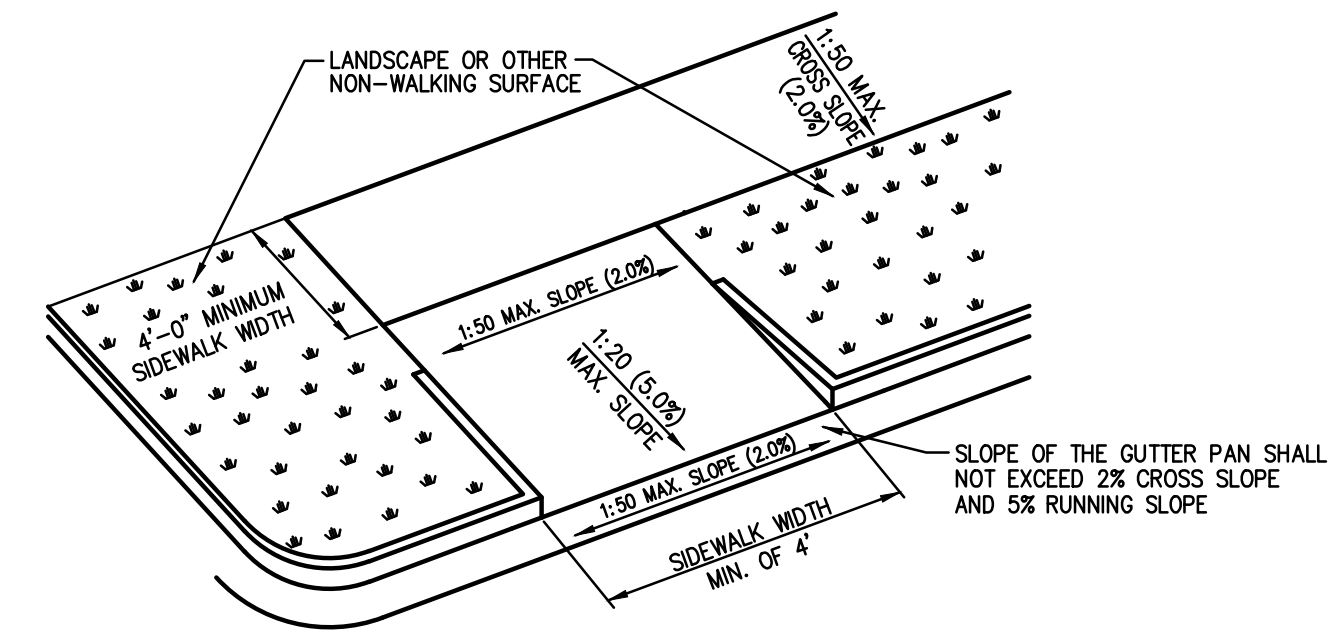 LANDSCAPE OR OTHER
NON-WALKING SURFACE
1:50 MAX.
CROSS SLOPE
(2.0%)
4'-0" MINIMUM
SIDEWALK WIDTH
1:50 MAX. SLOPE (2.0%)
1:20 (5.0%)
MAX. SLOPE
1:50 MAX. SLOPE (2.0%)
SLOPE OF THE GUTTER PAN SHALL
NOT EXCEED 2% CROSS SLOPE
AND 5% RUNNING SLOPE
SIDEWALK WIDTH
MIN. OF 4'